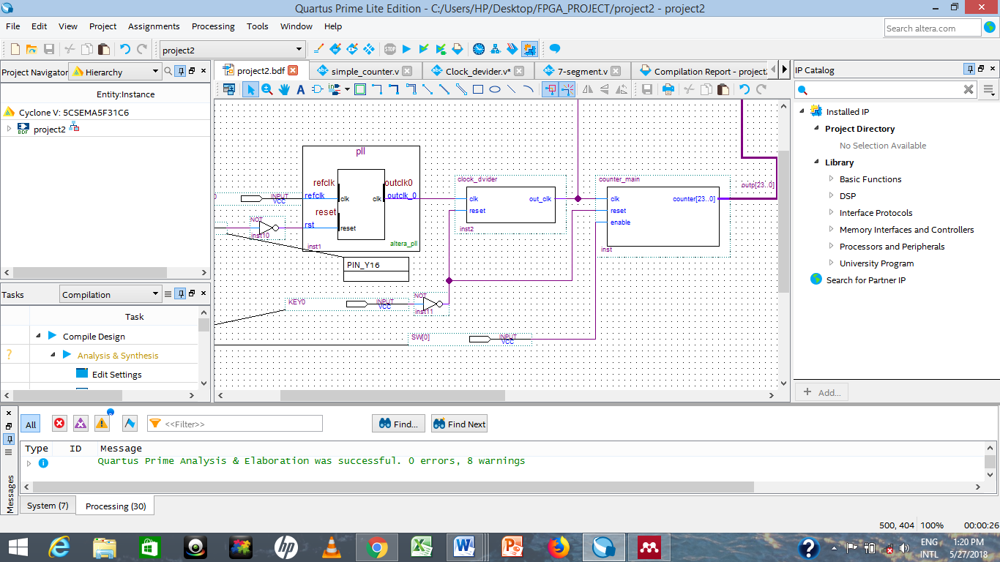 Quartus Prime Lite Edition - C:/Users/HP/Desktop/FPGA_PROJECT/project2 - project2
File Edit View Project Assignments Processing Tools Window Help
Search altera.com
project2
Project Navigator Hierarchy
project2.bdf simple_counter.v Clock_devider.v* 7-segment.v Compilation Report - project2
IP Catalog
Entity:Instance
Cyclone V: 5CSEMA5F31C6
project2
Installed IP
Project Directory
No Selection Available
Library
Basic Functions
DSP
Interface Protocols
Memory Interfaces and Controllers
Processors and Peripherals
University Program
Search for Partner IP
Add...
pll
refclk outclk0
refclk clk clk outclk_0
reset
rst reset
inst1 altera_pll
INPUT
VCC
NOT
inst10
PIN_Y16
clock_dvider
clk out_clk
reset
inst2
counter_main
clk counter[23..0]
reset
enable
inst
outp[23..0]
KEY0 INPUT
VCC
NOT
inst11
SW[0] INPUT
VCC
Tasks Compilation
Task
Compile Design
? Analysis & Synthesis
Edit Settings
All <<Filter>> Find... Find Next
Type ID Message
Quartus Prime Analysis & Elaboration was successful. 0 errors, 8 warnings
Messages
System (7) Processing (30)
500, 404 100% 00:00:26
ENG 1:20 PM
INTL 5/27/2018